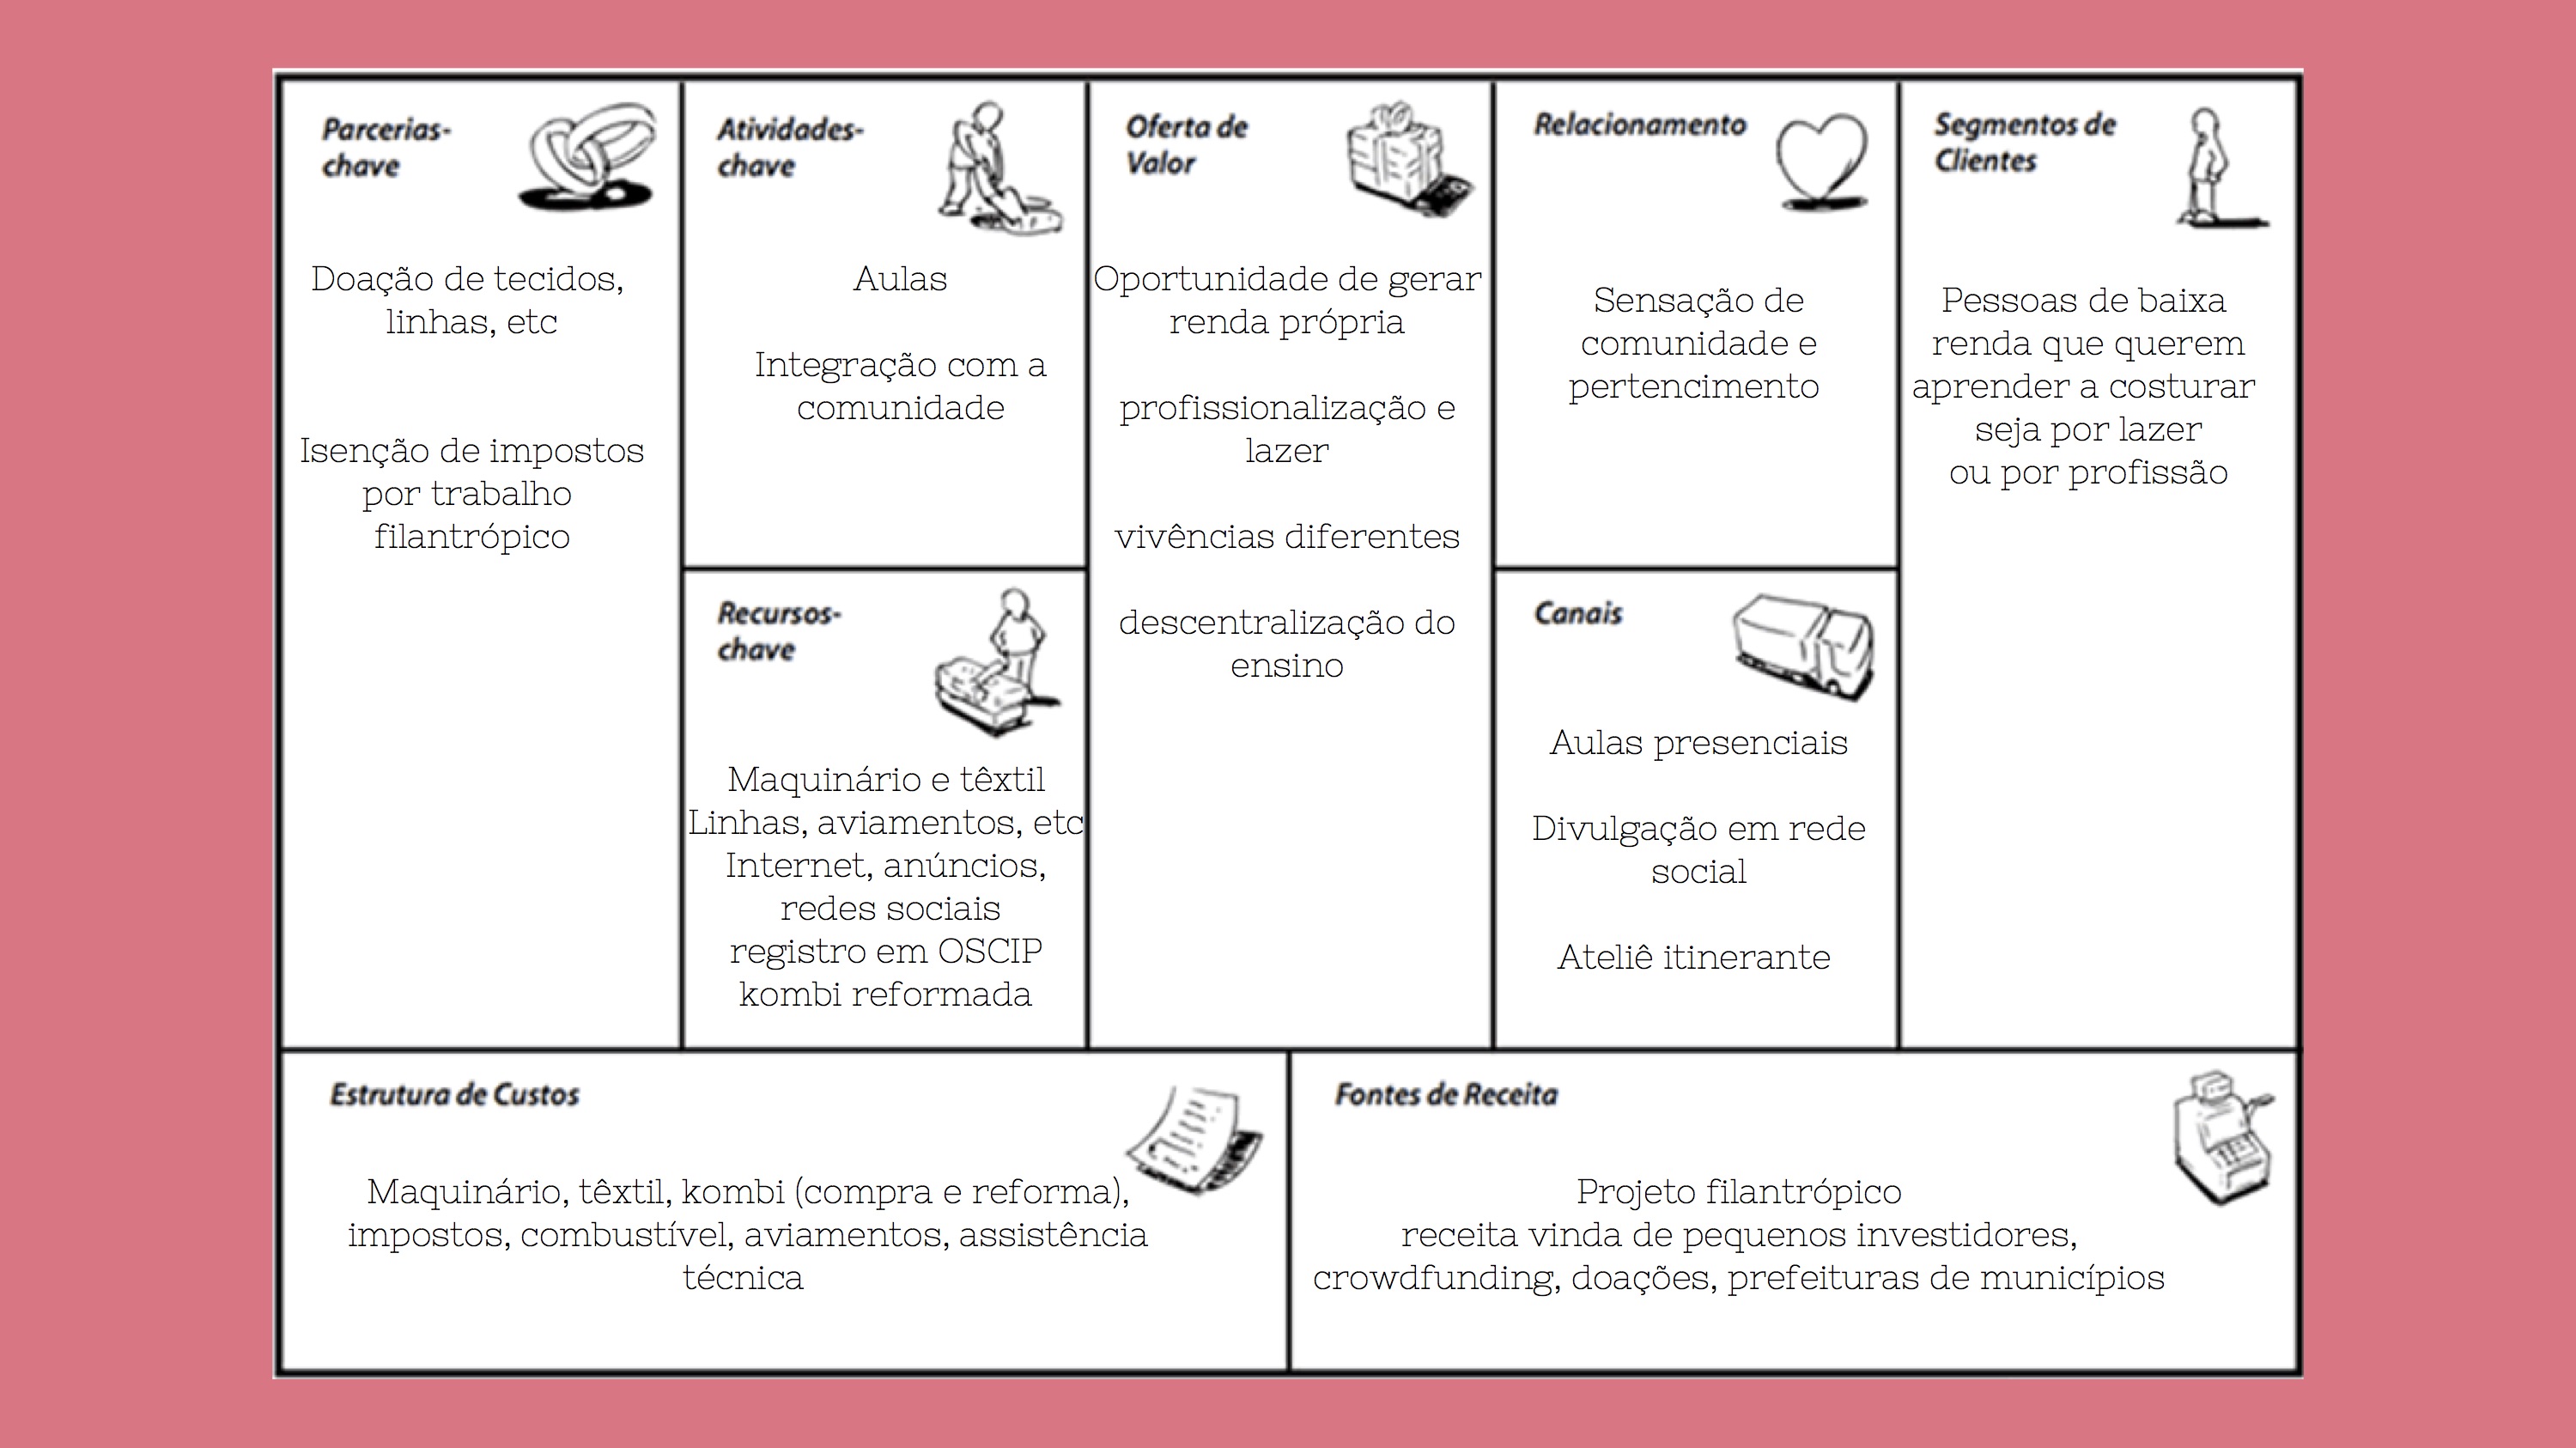 Parcerias-
chave
Doação de tecidos,
linhas, etc
Isenção de impostos
por trabalho
filantrópico
Atividades-
chave
Aulas
Integração com a
comunidade
Recursos-
chave
Maquinário e têxtil
Linhas, aviamentos, etc
Internet, anúncios,
redes sociais
registro em OSCIP
kombi reformada
Oferta de
Valor
Oportunidade de gerar
renda própria
profissionalização e
lazer
vivências diferentes
descentralização do
ensino
Relacionamento
Sensação de
comunidade e
pertencimento
Canais
Aulas presenciais
Divulgação em rede
social
Ateliê itinerante
Segmentos de
Clientes
Pessoas de baixa
renda que querem
aprender a costurar
seja por lazer
ou por profissão
Estrutura de Custos
Maquinário, têxtil, kombi (compra e reforma),
impostos, combustível, aviamentos, assistência
técnica
Fontes de Receita
Projeto filantrópico
receita vinda de pequenos investidores,
crowdfunding, doações, prefeituras de municípios